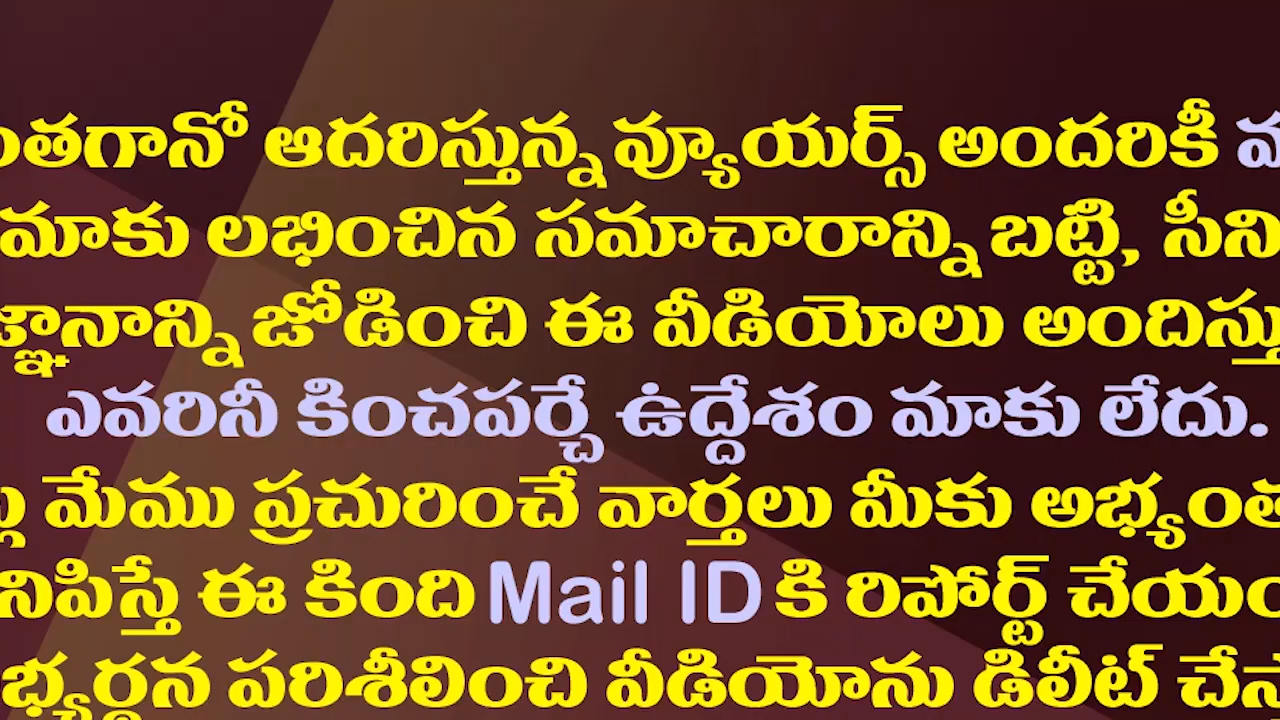 ంతగానో ఆదరిస్తున్న వ్యూయర్స్ అందరికీ
మాకు లభించిన సమాచారాన్ని బట్టి, సీని
జ్ఞానాన్ని జోడించి ఈ వీడియోలు అందిస్తు
ఎవరినీ కించపర్చే ఉద్దేశం మాకు లేదు.
మేము ప్రచురించే వార్తలు మీకు అభ్యంత
నిపిస్తే ఈ కింది Mail ID కి రిపోర్ట్ చేయం
భ్యర్థన పరిశీలించి వీడియోను డిలీట్ చేస